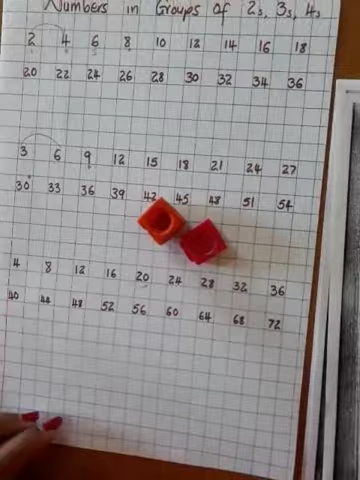 Numbers in Groups of 2s, 3s, 4s
2 4 6 8 10 12 14 16 18
20 22 24 26 28 30 32 34 36
3 6 9 12 15 18 21 24 27
30 33 36 39 42 45 48 51 54
4 8 12 16 20 24 28 32 36
40 44 48 52 56 60 64 68 72